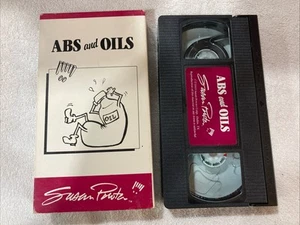 ABS and OILS
OIL
Susan Powter !!!!
ABS and OILS
Susan Powter !!!